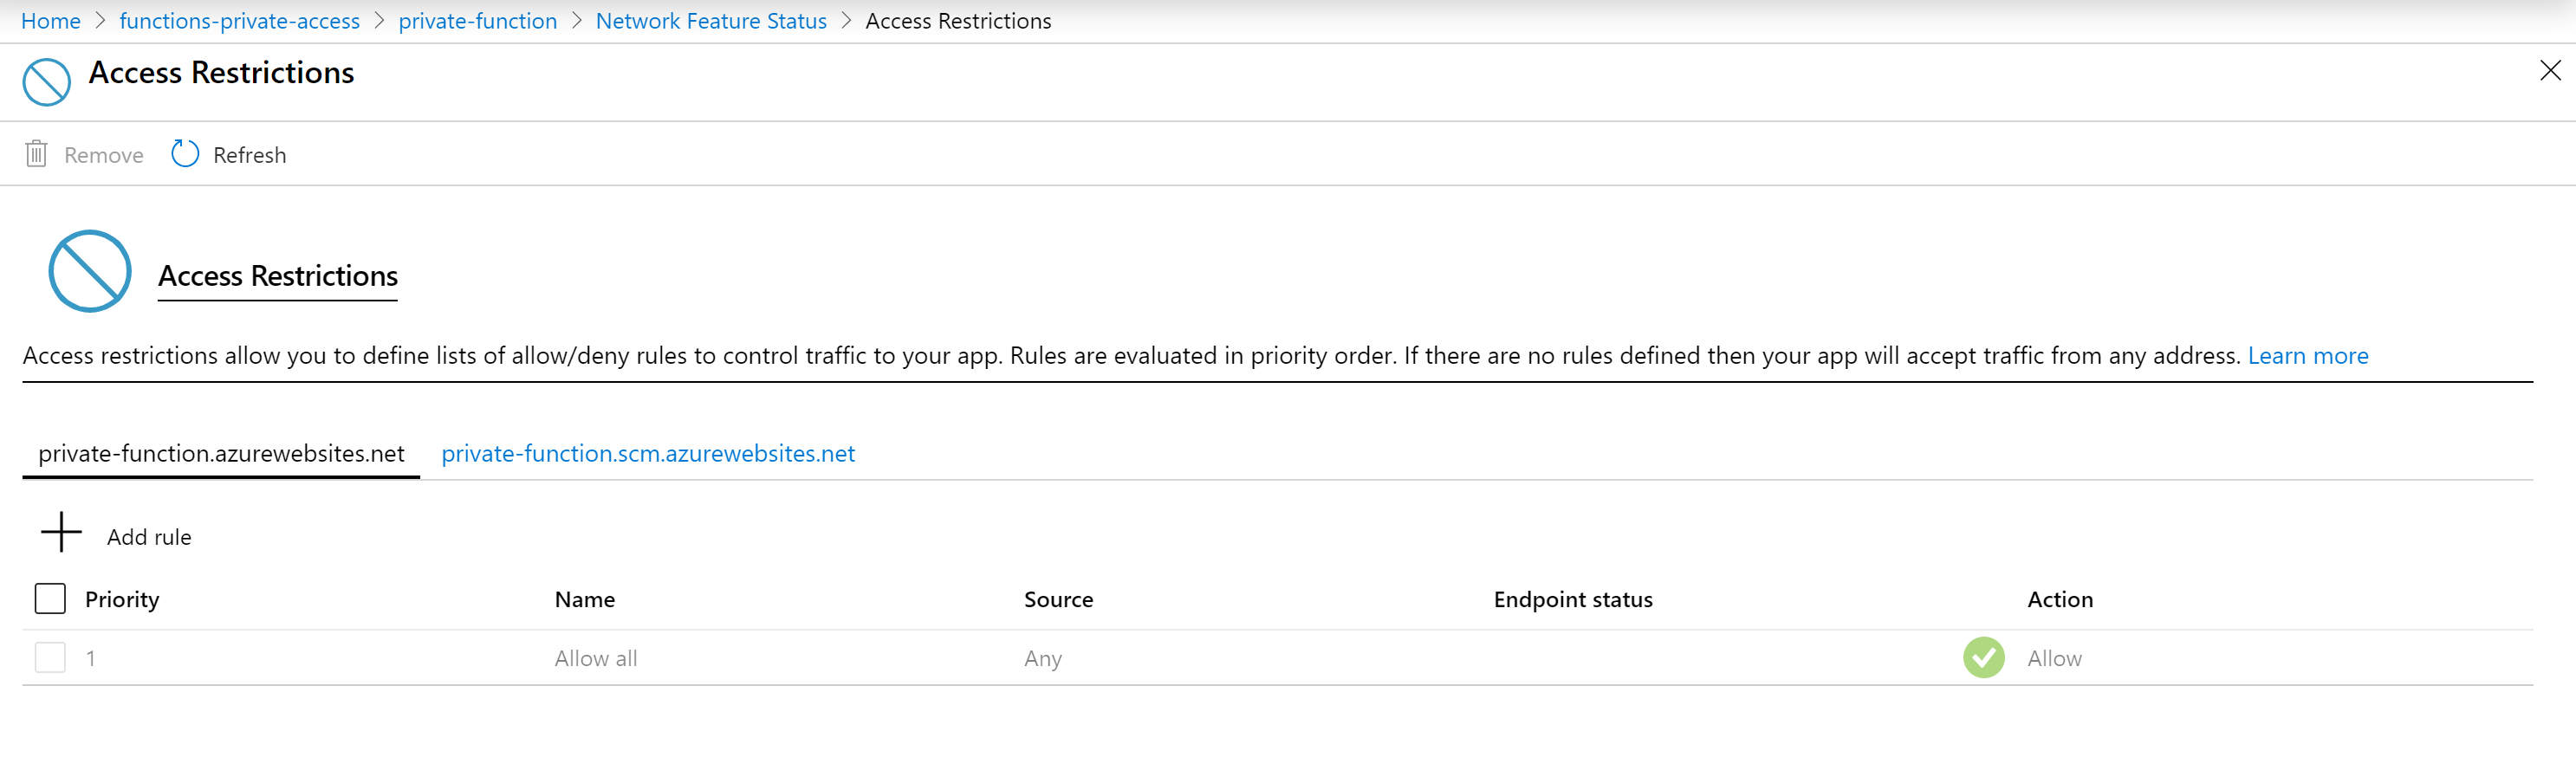 Home > functions-private-access > private-function > Network Feature Status > Access Restrictions
Access Restrictions
Remove Refresh
Access Restrictions
Access restrictions allow you to define lists of allow/deny rules to control traffic to your app. Rules are evaluated in priority order. If there are no rules defined then your app will accept traffic from any address. Learn more
private-function.azurewebsites.net private-function.scm.azurewebsites.net
Add rule
Priority Name Source Endpoint status Action
1 Allow all Any Allow